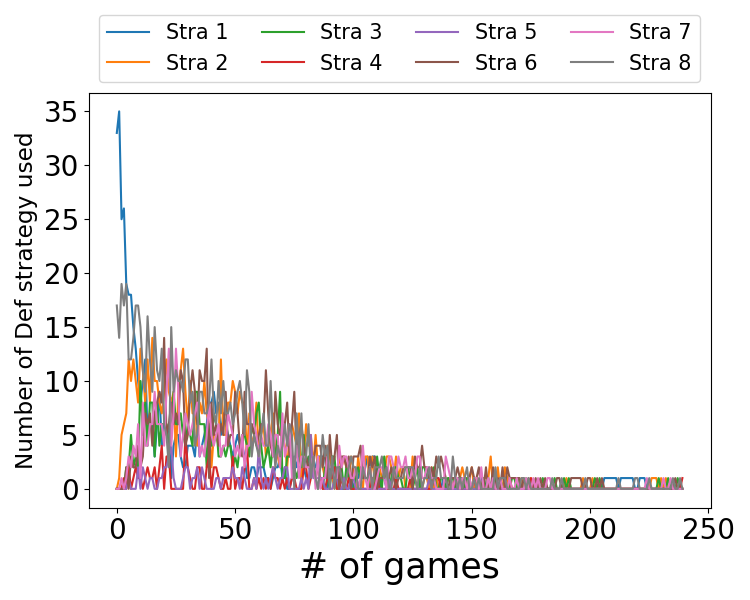 Stra 1 Stra 3 Stra 5 Stra 7
Stra 2 Stra 4 Stra 6 Stra 8
Number of Def strategy used
35
30
25
20
15
10
5
0
0 50 100 150 200 250
# of games